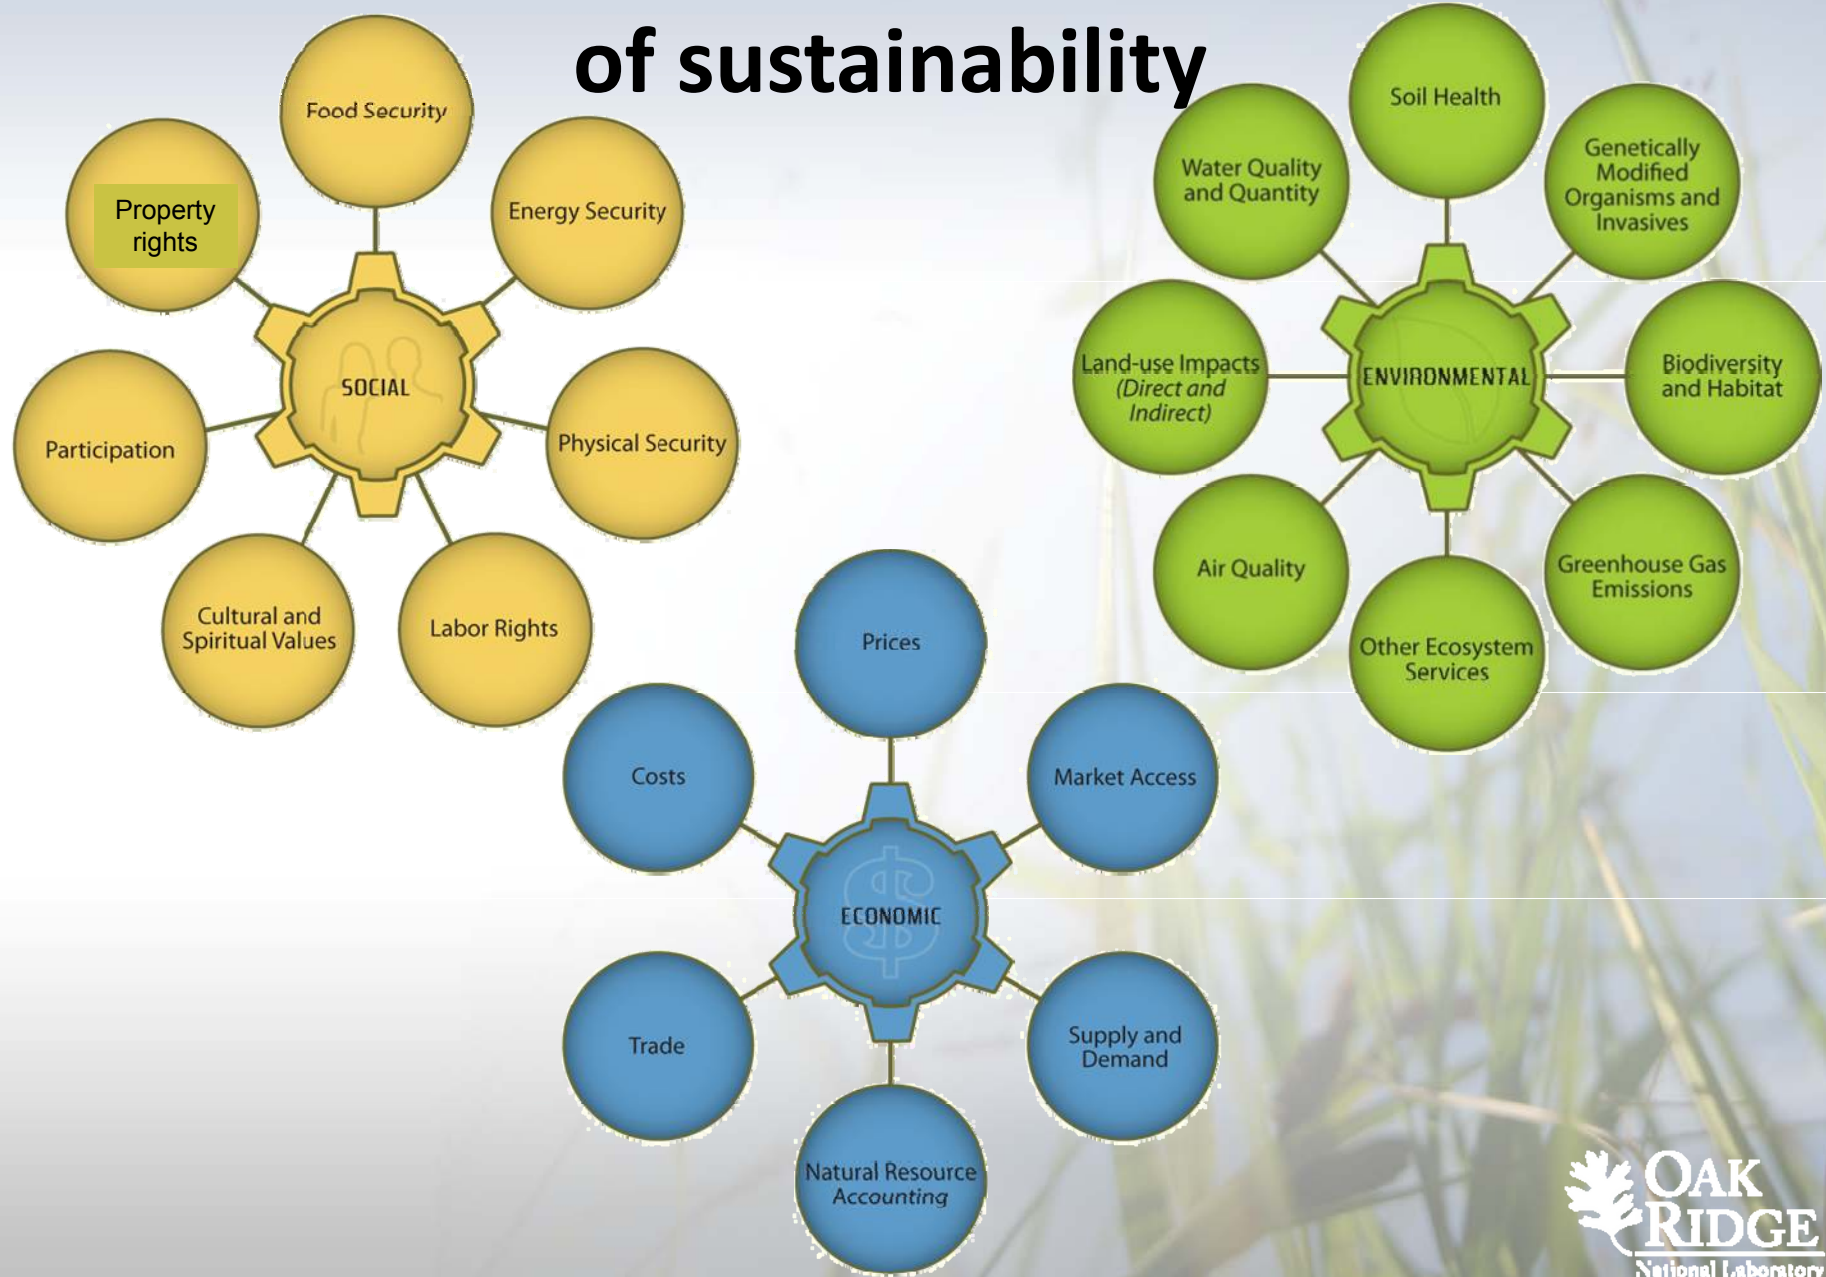 of sustainability
Food Security
Property
rights
Energy Security
SOCIAL
Participation
Physical Security
Cultural and
Spiritual Values
Labor Rights
Soil Health
Water Quality
and Quantity
Genetically
Modified
Organisms and
Invasives
Land-use Impacts
(Direct and
Indirect)
ENVIRONMENTAL
Biodiversity
and Habitat
Air Quality
Greenhouse Gas
Emissions
Other Ecosystem
Services
Prices
Costs
Market Access
ECONOMIC
Trade
Supply and
Demand
Natural Resource
Accounting
OAK
RIDGE
National Laboratory